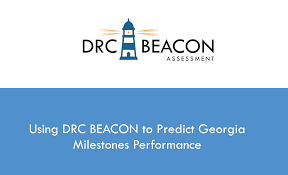 DRC BEACON
ASSESSMENT
Using DRC BEACON to Predict Georgia
Milestones Performance